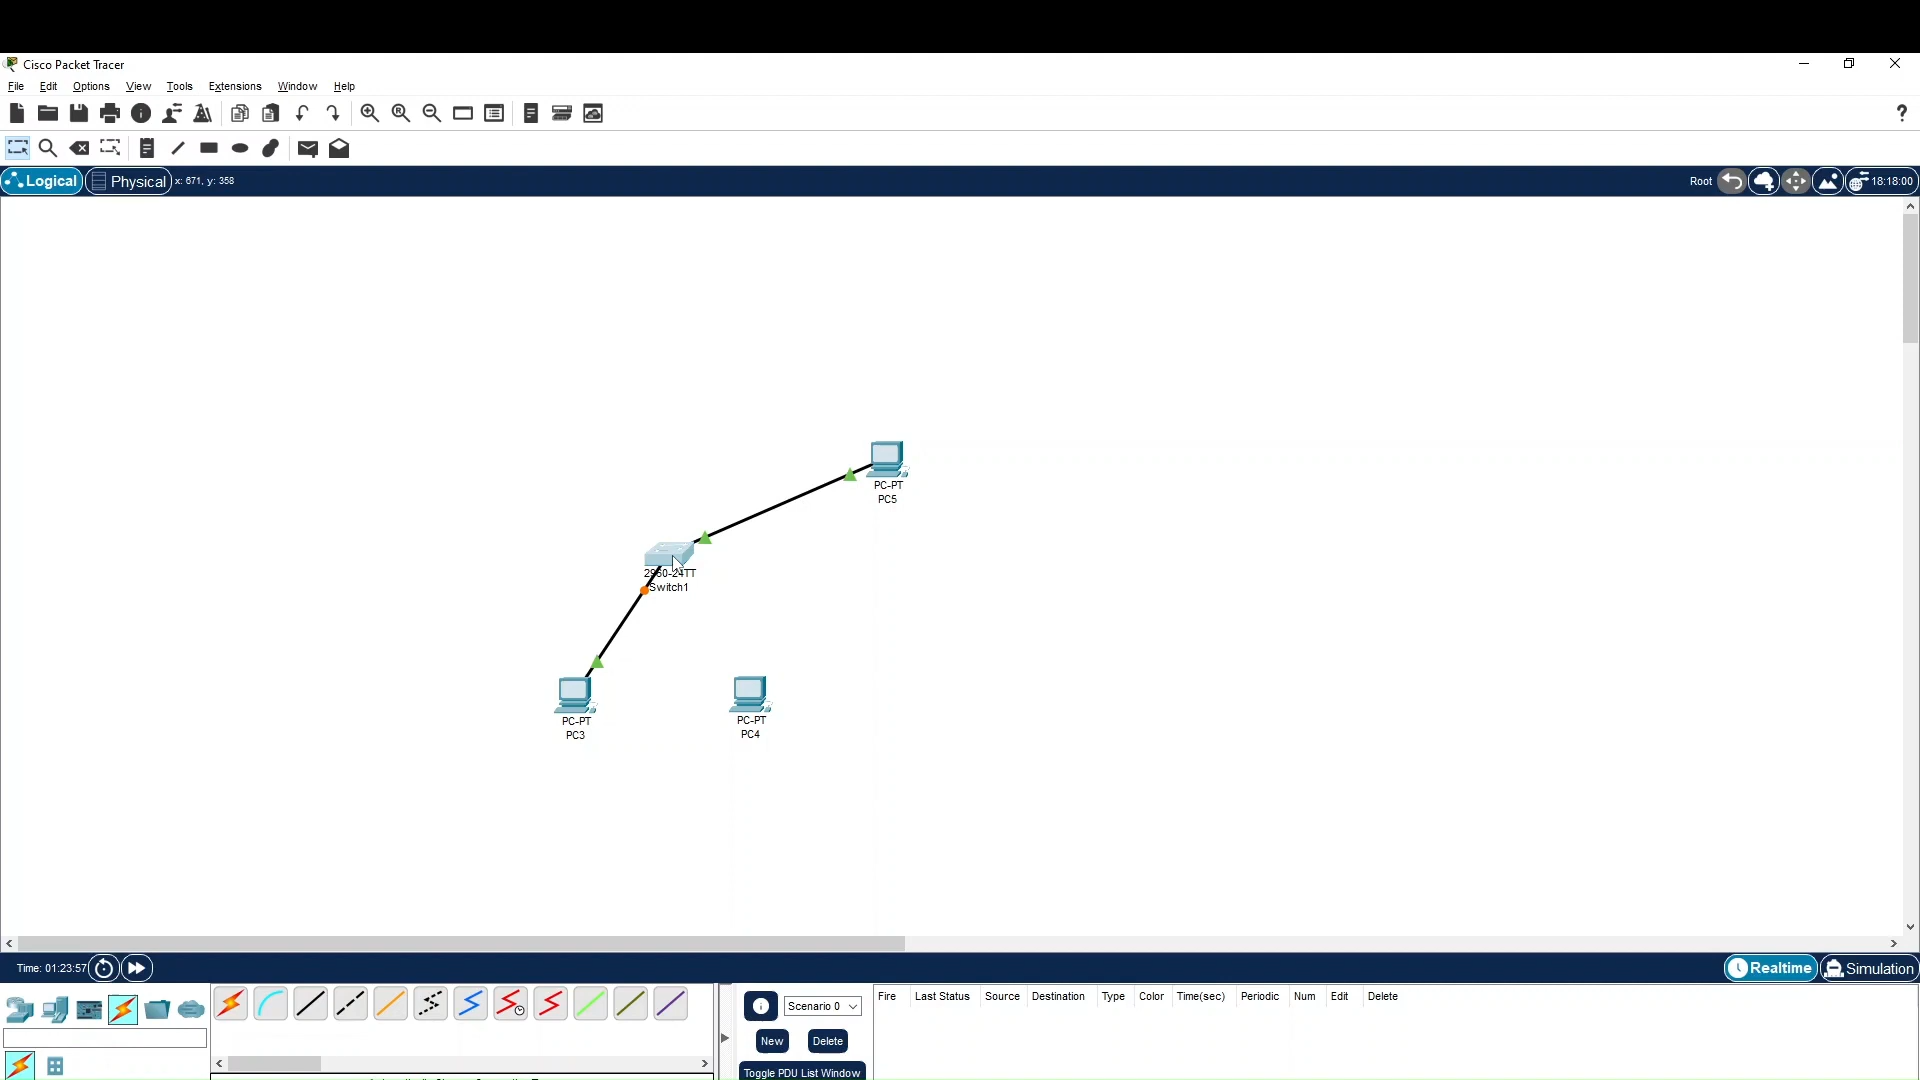 Cisco Packet Tracer
File Edit Options View Tools Extensions Window Help
Logical Physical x: 671, y: 358 Root 18:18:00
PC-PT
PC5
2960-24TT
Switch1
PC-PT
PC3
PC-PT
PC4
Time: 01:23:57 Realtime Simulation
Scenario 0 Fire Last Status Source Destination Type Color Time(sec) Periodic Num Edit Delete
New Delete
Toggle PDU List Window